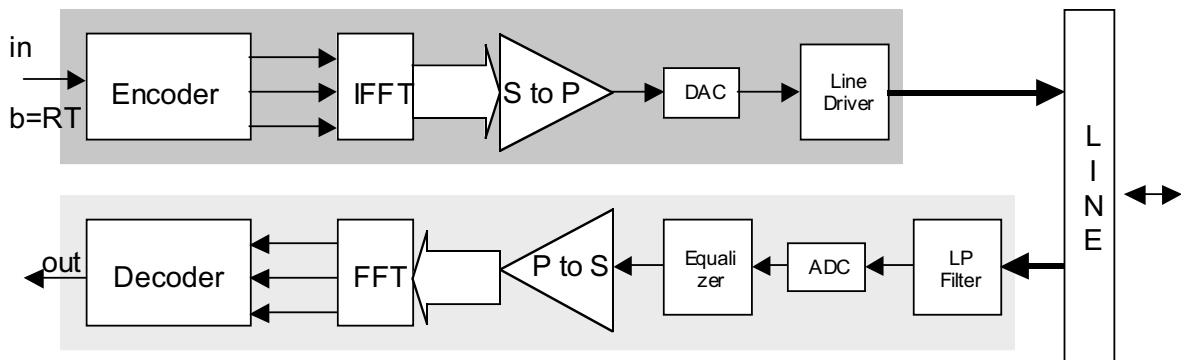 in
b=RT
Encoder
IFFT
S to P
DAC
Line
Driver
L
I
N
E
out
Decoder
FFT
P to S
Equali
zer
ADC
LP
Filter